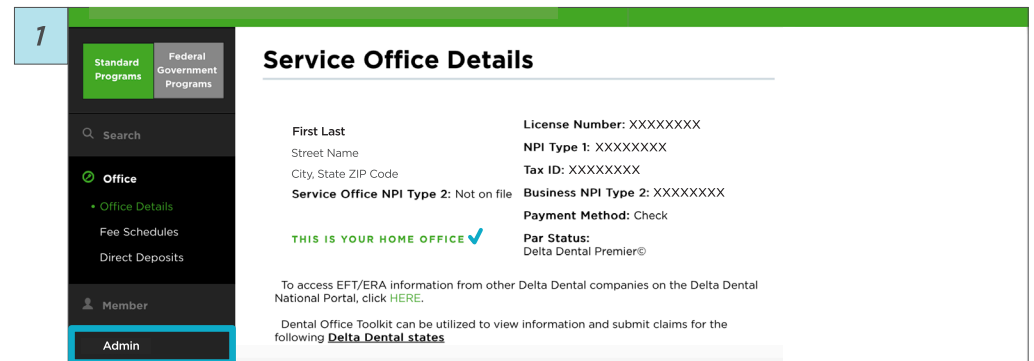 1
Standard Programs
Federal Government Programs
Search
Office
• Office Details
Fee Schedules
Direct Deposits
Member
Admin
Service Office Details
First Last
Street Name
City, State ZIP Code
Service Office NPI Type 2: Not on file
THIS IS YOUR HOME OFFICE
License Number: XXXXXXXX
NPI Type 1: XXXXXXXX
Tax ID: XXXXXXXX
Business NPI Type 2: XXXXXXXX
Payment Method: Check
Par Status:
Delta Dental Premier©
To access EFT/ERA information from other Delta Dental companies on the Delta Dental
National Portal, click HERE.
Dental Office Toolkit can be utilized to view information and submit claims for the
following Delta Dental states